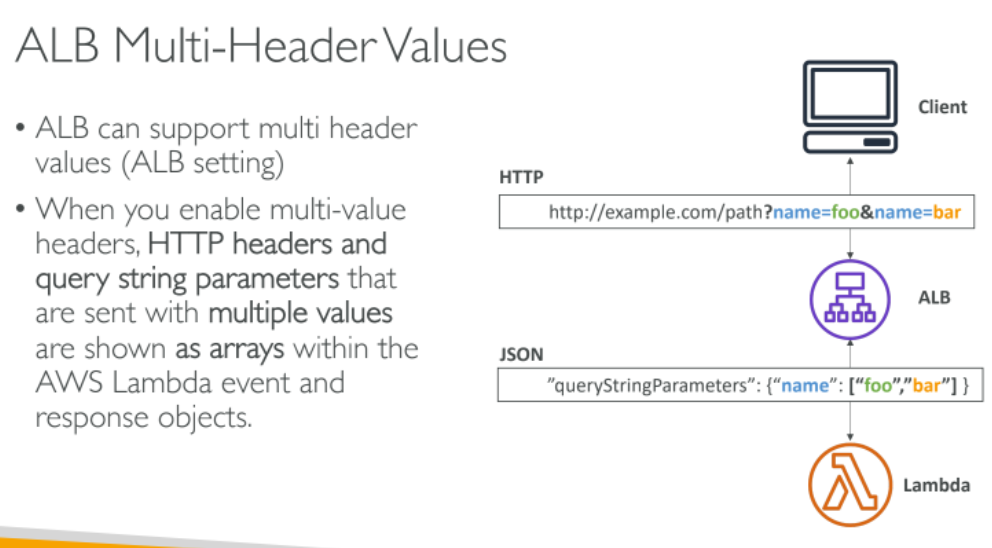 ALB Multi-Header Values
• ALB can support multi header
values (ALB setting)
• When you enable multi-value
headers, HTTP headers and
query string parameters that
are sent with multiple values
are shown as arrays within the
AWS Lambda event and
response objects.
Client
HTTP
http://example.com/path?name=foo&name=bar
ALB
JSON
”queryStringParameters”: {“name”: [“foo”,”bar”] }
Lambda